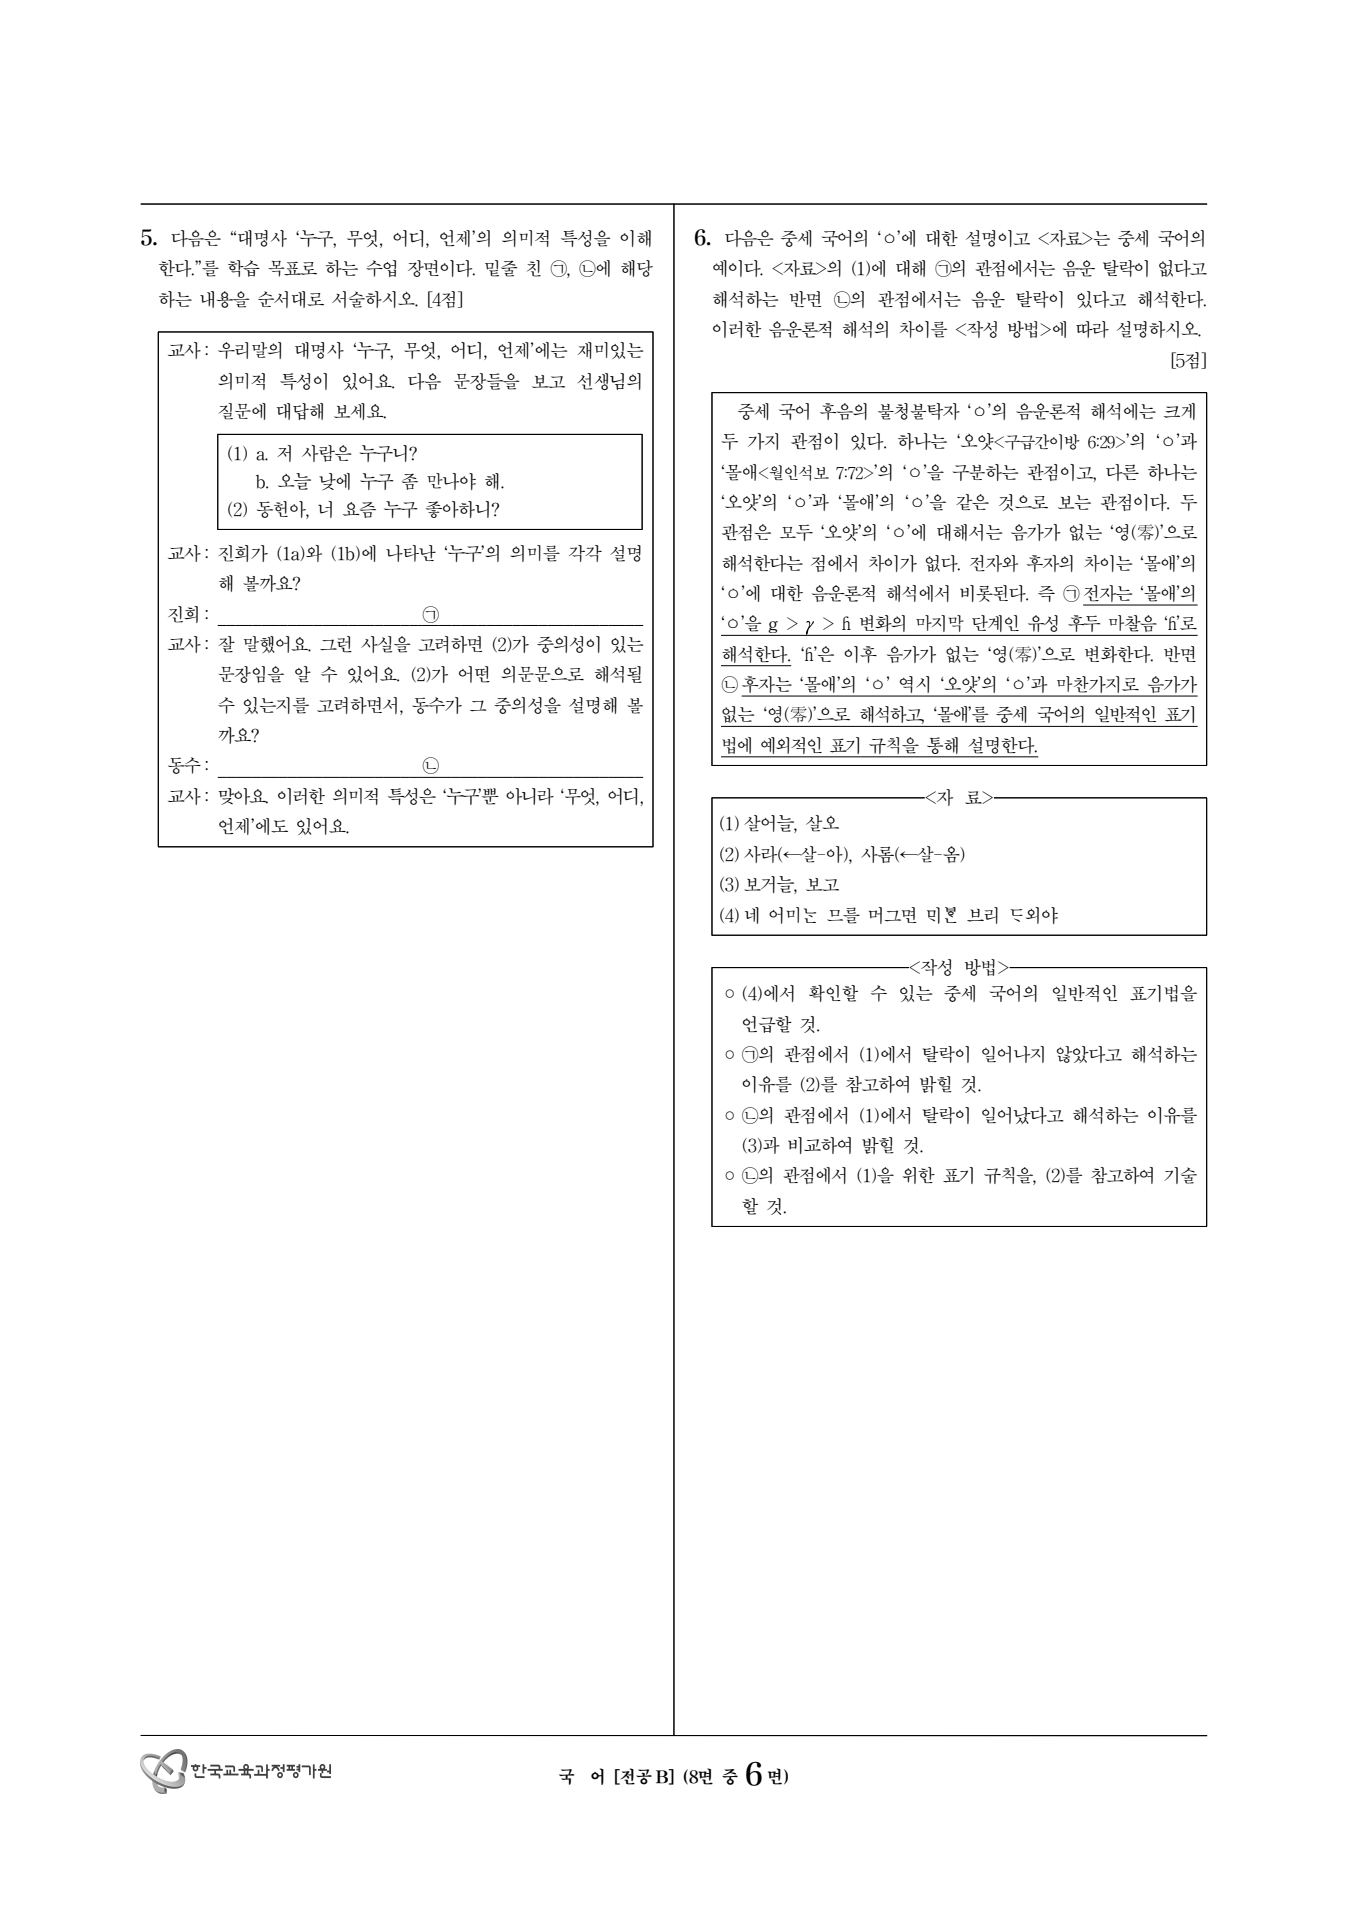 5. 다음은 “대명사 ‘누구, 무엇, 어디, 언제’의 의미적 특성을 이해
한다.”를 학습 목표로 하는 수업 장면이다. 밑줄 친 ㉠, ㉡에 해당
하는 내용을 순서대로 서술하시오. [4점]
교사 : 우리말의 대명사 ‘누구, 무엇, 어디, 언제’에는 재미있는
의미적 특성이 있어요. 다음 문장들을 보고 선생님의
질문에 대답해 보세요.
(1) a. 저 사람은 누구니?
b. 오늘 낮에 누구 좀 만나야 해.
(2) 동헌아, 너 요즘 누구 좋아하니?
교사 : 진희가 (1a)와 (1b)에 나타난 ‘누구’의 의미를 각각 설명
해 볼까요?
진희 : ㉠
교사 : 잘 말했어요. 그런 사실을 고려하면 (2)가 중의성이 있는
문장임을 알 수 있어요. (2)가 어떤 의문문으로 해석될
수 있는지를 고려하면서, 동수가 그 중의성을 설명해 볼
까요?
동수 : ㉡
교사 : 맞아요. 이러한 의미적 특성은 ‘누구’뿐 아니라 ‘무엇, 어디,
언제’에도 있어요.
6. 다음은 중세 국어의 ‘ㅇ’에 대한 설명이고 <자료>는 중세 국어의
예이다. <자료>의 (1)에 대해 ㉠의 관점에서는 음운 탈락이 없다고
해석하는 반면 ㉡의 관점에서는 음운 탈락이 있다고 해석한다.
이러한 음운론적 해석의 차이를 <작성 방법>에 따라 설명하시오.
[5점]
중세 국어 후음의 불청불탁자 ‘ㅇ’의 음운론적 해석에는 크게
두 가지 관점이 있다. 하나는 ‘오얏<구급간이방 6:29>’의 ‘ㅇ’과
‘몰애<월인석보 7:72>’의 ‘ㅇ’을 구분하는 관점이고, 다른 하나는
‘오얏’의 ‘ㅇ’과 ‘몰애’의 ‘ㅇ’을 같은 것으로 보는 관점이다. 두
관점은 모두 ‘오얏’의 ‘ㅇ’에 대해서는 음가가 없는 ‘영(零)’으로
해석한다는 점에서 차이가 없다. 전자와 후자의 차이는 ‘몰애’의
‘ㅇ’에 대한 음운론적 해석에서 비롯된다. 즉 ㉠전자는 ‘몰애’의
‘ㅇ’을 g > γ > ɦ 변화의 마지막 단계인 유성 후두 마찰음 ‘ɦ’로
해석한다. ‘ɦ’은 이후 음가가 없는 ‘영(零)’으로 변화한다. 반면
㉡후자는 ‘몰애’의 ‘ㅇ’ 역시 ‘오얏’의 ‘ㅇ’과 마찬가지로 음가가
없는 ‘영(零)’으로 해석하고, ‘몰애’를 중세 국어의 일반적인 표기
법에 예외적인 표기 규칙을 통해 설명한다.
<자 료>
(1) 살어늘, 살오
(2) 사라(←살-아), 사롬(←살-옴)
(3) 보거늘, 보고
(4) 네 어미 므를 머그면 브리
<작성 방법>
○ (4)에서 확인할 수 있는 중세 국어의 일반적인 표기법을
언급할 것.
○ ㉠의 관점에서 (1)에서 탈락이 일어나지 않았다고 해석하는
이유를 (2)를 참고하여 밝힐 것.
○ ㉡의 관점에서 (1)에서 탈락이 일어났다고 해석하는 이유를
(3)과 비교하여 밝힐 것.
○ ㉡의 관점에서 (1)을 위한 표기 규칙을, (2)를 참고하여 기술
할 것.
한국교육과정평가원
국 어 [전공 B] (8면 중 6 면)